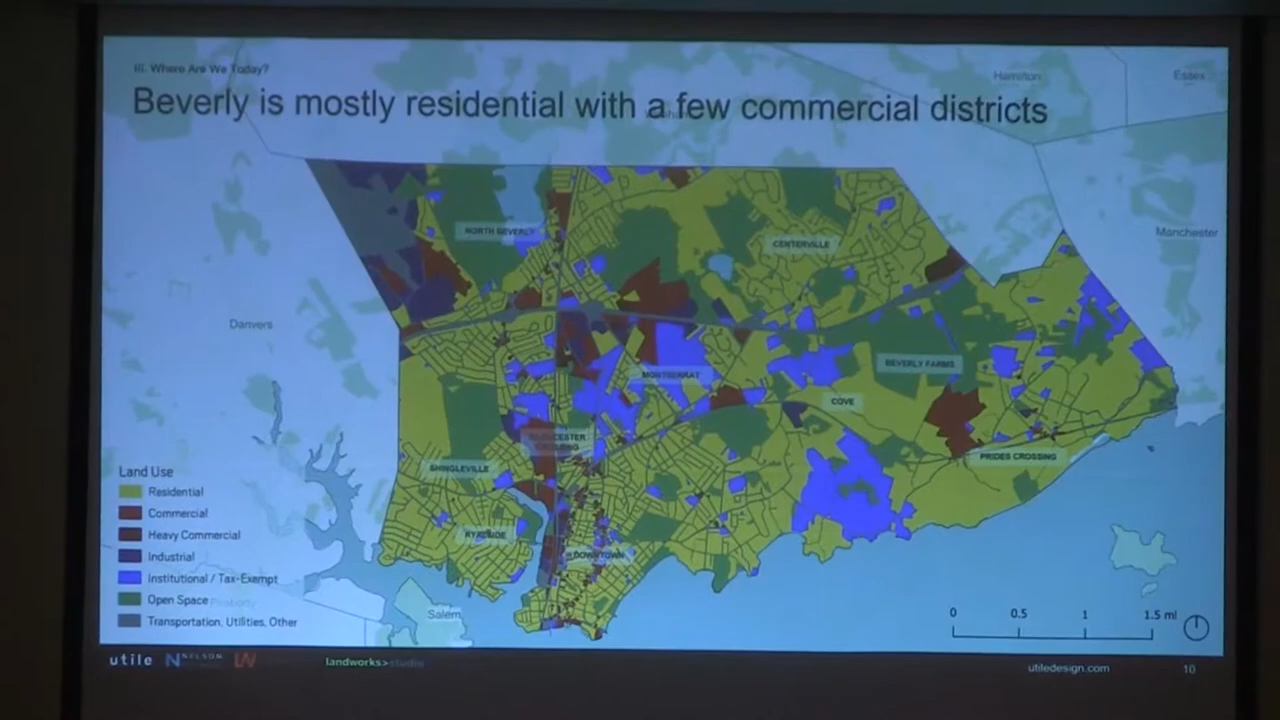 III. Where Are We Today?
Beverly is mostly residential with a few commercial districts
Hamilton
Essex
Manchester
Danvers
NORTH BEVERLY
CENTERVILLE
BEVERLY FARMS
MONTSERRAT
COVE
PRIDES CROSSING
SHINGLEVILLE
RYALSIDE
DOWNTOWN
Salem
Peabody
Land Use
Residential
Commercial
Heavy Commercial
Industrial
Institutional / Tax-Exempt
Open Space
Transportation, Utilities, Other
0 0.5 1 1.5 mi
utile NELSON
landworks>studio
utiledesign.com
10